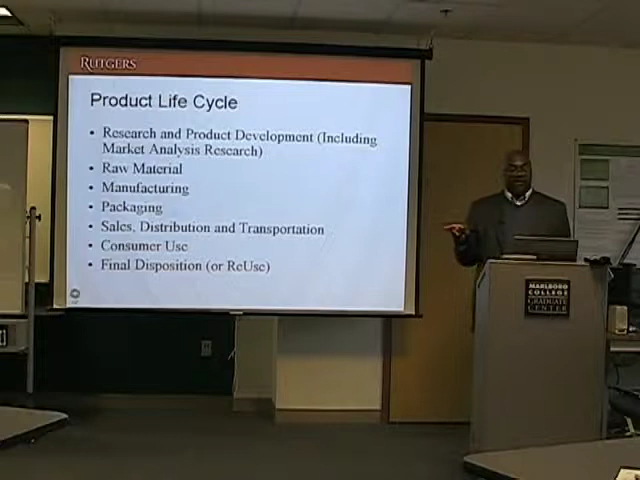 RUTGERS
Product Life Cycle
• Research and Product Development (Including
Market Analysis Research)
• Raw Material
• Manufacturing
• Packaging
• Sales, Distribution and Transportation
• Consumer Use
• Final Disposition (or ReUse)
MARLBORO
COLLEGE
GRADUATE
CENTER